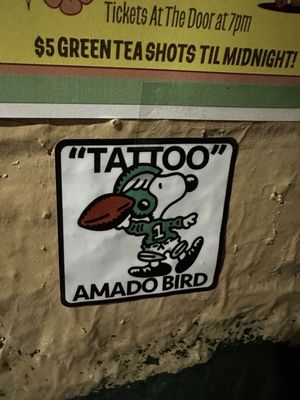 Tickets At The Door at 7pm
$5 GREEN TEA SHOTS TIL MIDNIGHT!
“TATTOO”
1
AMADO BIRD